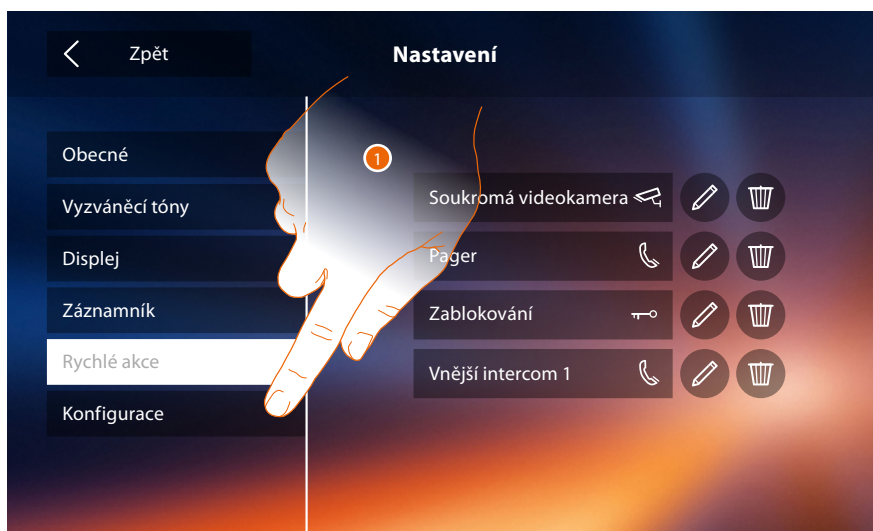 Zpět
Nastavení
Obecné
Vyzváněcí tóny
Displej
Záznamník
Rychlé akce
Konfigurace
1
Soukromá videokamera
Pager
Zablokování
Vnější intercom 1